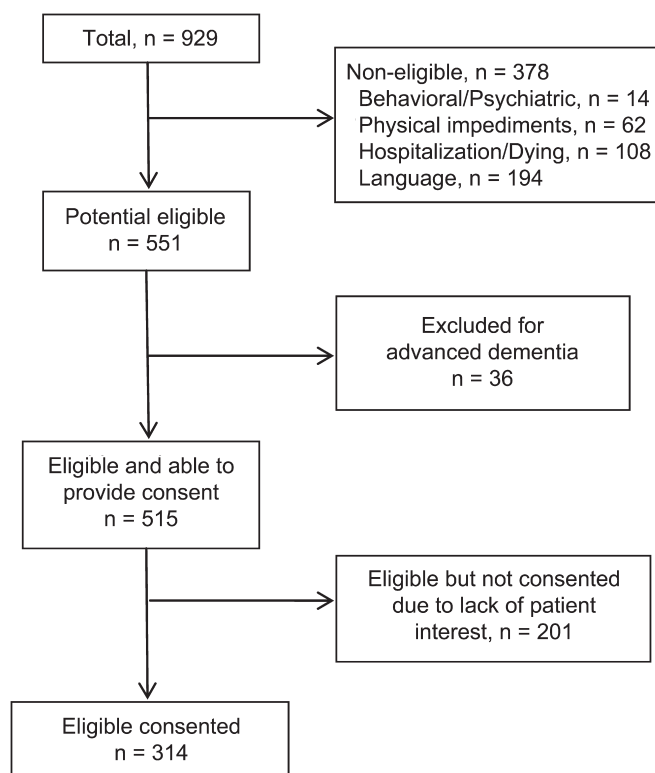 Total, n = 929
Non-eligible, n = 378
Behavioral/Psychiatric, n = 14
Physical impediments, n = 62
Hospitalization/Dying, n = 108
Language, n = 194
Potential eligible
n = 551
Excluded for
advanced dementia
n = 36
Eligible and able to
provide consent
n = 515
Eligible but not consented
due to lack of patient
interest, n = 201
Eligible consented
n = 314